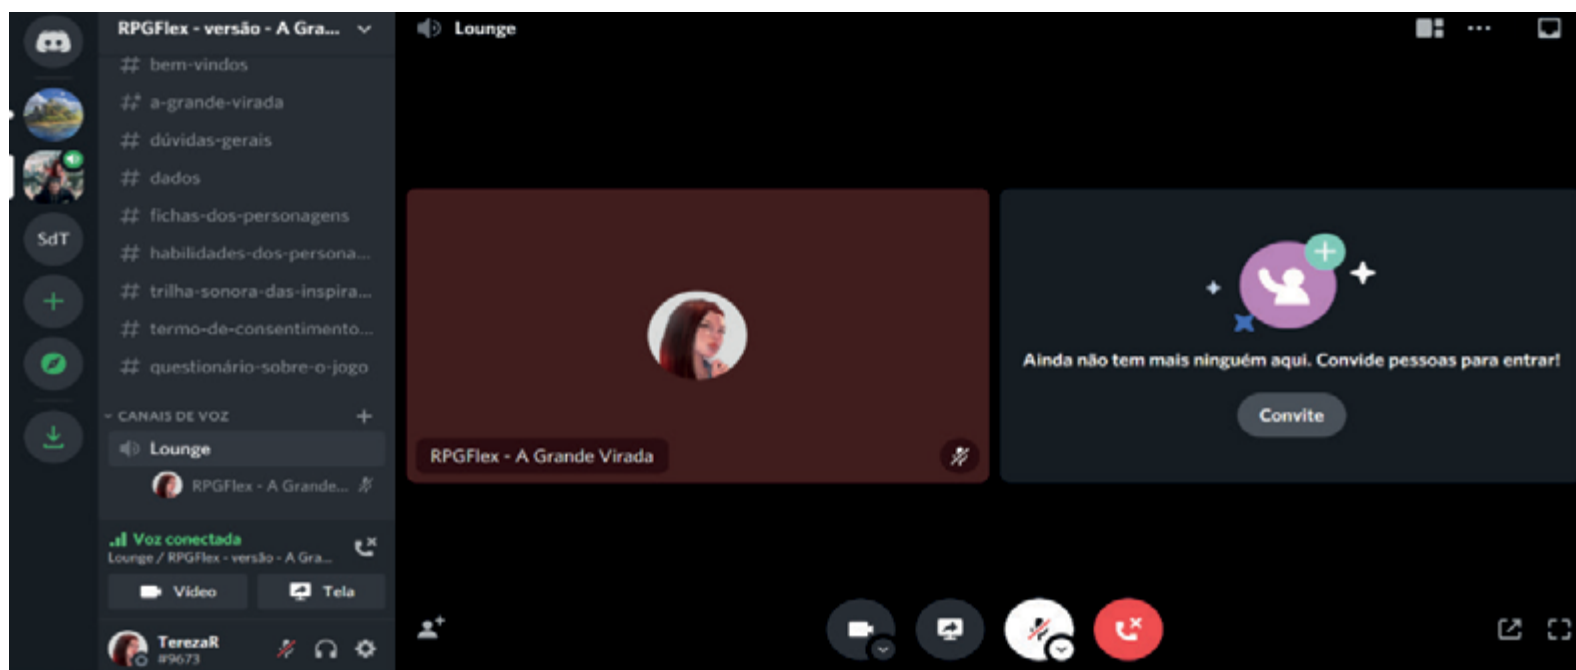 RPGFlex - versão - A Gra...
bem-vindos
a-grande-virada
dúvidas-gerais
dados
fichas-dos-personagens
habilidades-dos-persona...
trilha-sonora-das-inspira...
termo-de-consentimento...
questionário-sobre-o-jogo
CANAIS DE VOZ
Lounge
RPGFlex - A Grande...
Voz conectada
Lounge / RPGFlex - versão - A Gra...
Vídeo
Tela
TerezaR
#9673
SdT
Lounge
RPGFlex - A Grande Virada
Ainda não tem mais ninguém aqui. Convide pessoas para entrar!
Convite